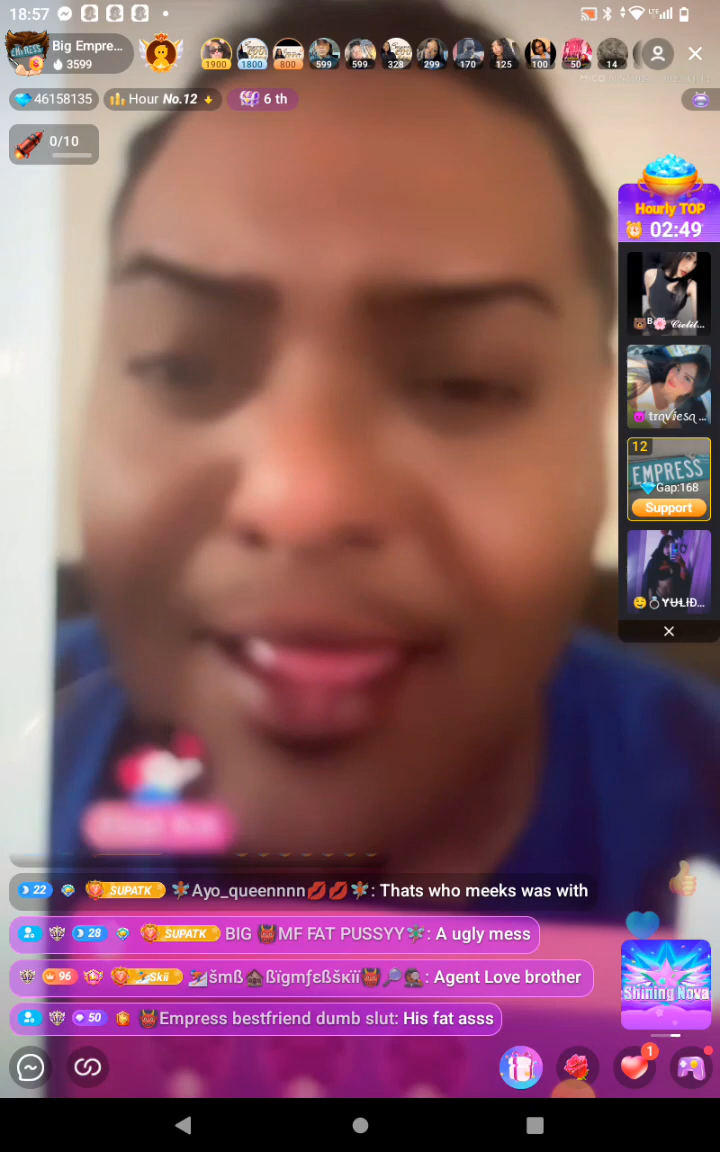 18:57
LTE
Big Empre...
3599
1900
1800
800
599
599
328
299
170
125
100
50
14
46158135
Hour No.12
6 th
0/10
Hourly TOP
02:49
12
EMPRESS
Gap:168
Support
22 SUPATK Ayo_queennnn: Thats who meeks was with
28 SUPATK BIG MF FAT PUSSYY: A ugly mess
96 Skii šmß ßïgmƒεßškïï: Agent Love brother
50 Empress bestfriend dumb slut: His fat asss
Shining Nova
1